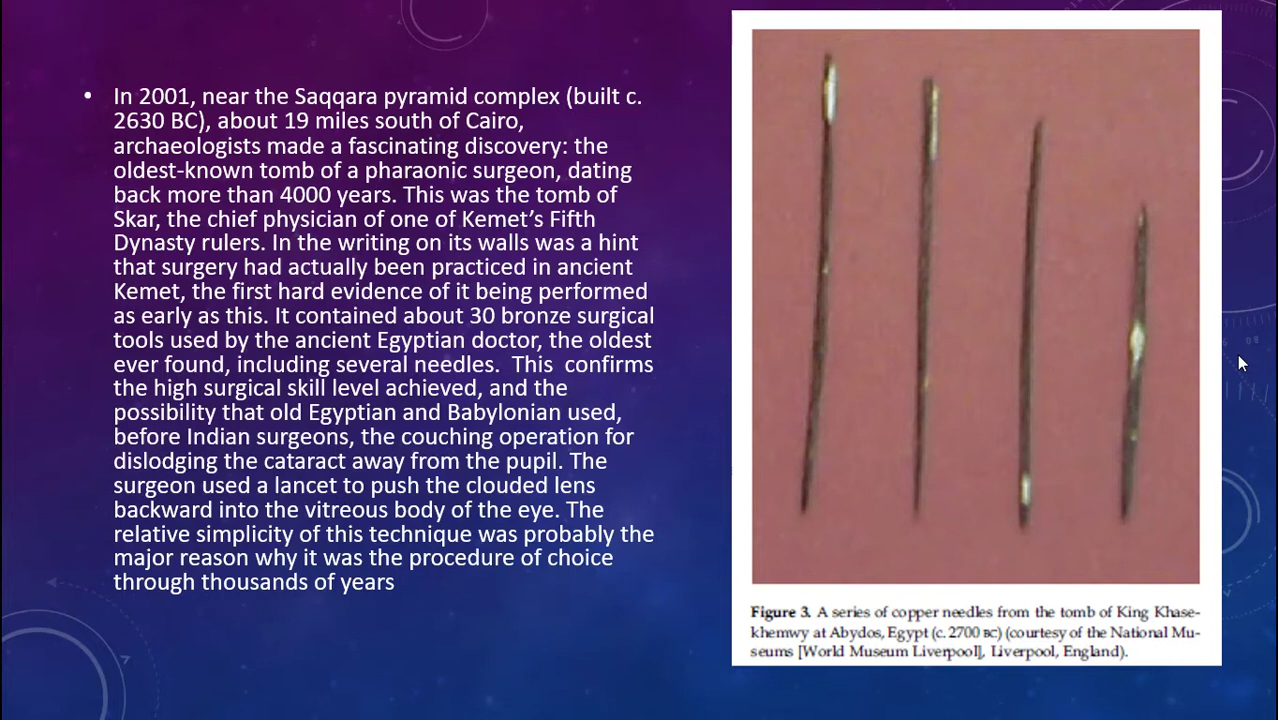 • In 2001, near the Saqqara pyramid complex (built c.
2630 BC), about 19 miles south of Cairo,
archaeologists made a fascinating discovery: the
oldest-known tomb of a pharaonic surgeon, dating
back more than 4000 years. This was the tomb of
Skar, the chief physician of one of Kemet’s Fifth
Dynasty rulers. In the writing on its walls was a hint
that surgery had actually been practiced in ancient
Kemet, the first hard evidence of it being performed
as early as this. It contained about 30 bronze surgical
tools used by the ancient Egyptian doctor, the oldest
ever found, including several needles.  This  confirms
the high surgical skill level achieved, and the
possibility that old Egyptian and Babylonian used,
before Indian surgeons, the couching operation for
dislodging the cataract away from the pupil. The
surgeon used a lancet to push the clouded lens
backward into the vitreous body of the eye. The
relative simplicity of this technique was probably the
major reason why it was the procedure of choice
through thousands of years
Figure 3. A series of copper needles from the tomb of King Khase-
khemwy at Abydos, Egypt (c. 2700 BC) (courtesy of the National Mu-
seums [World Museum Liverpool], Liverpool, England).